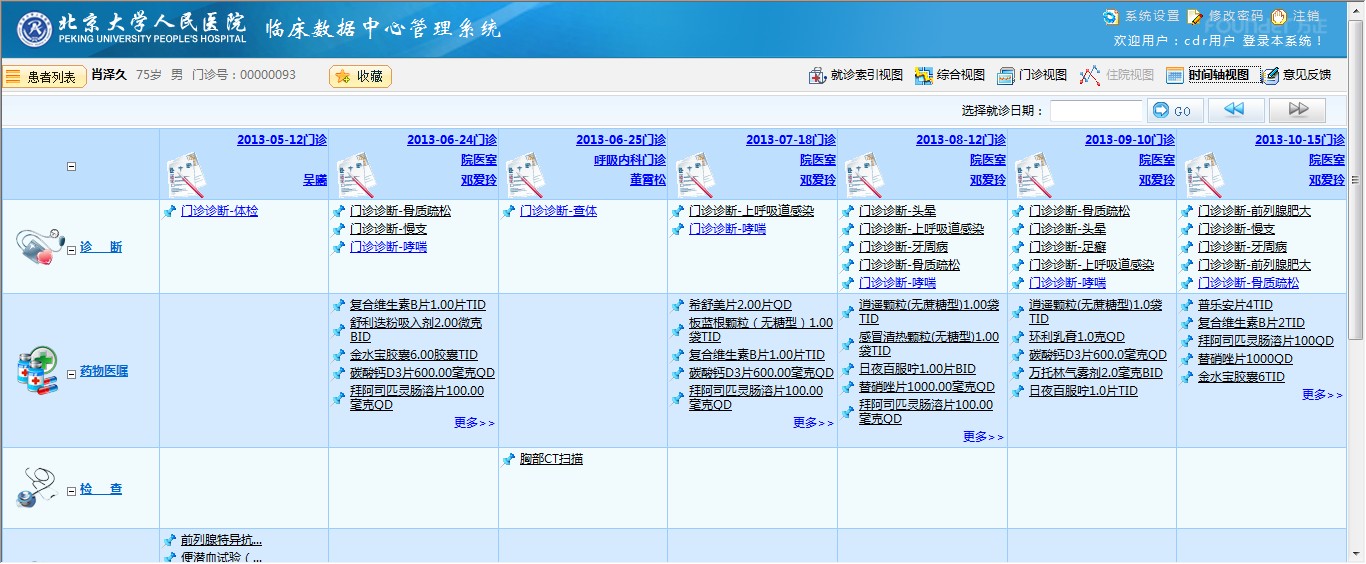 北京大学人民医院
PEKING UNIVERSITY PEOPLE'S HOSPITAL
临床数据中心管理系统
系统设置 修改密码 注销
Founder 方正
欢迎用户：cdr用户 登录本系统！
患者列表 肖泽久 75岁 男 门诊号：00000093 收藏
就诊索引视图 综合视图 门诊视图 住院视图 时间轴视图 意见反馈
选择就诊日期： GO
2013-05-12门诊
吴曦
2013-06-24门诊
院医室
邓爱玲
2013-06-25门诊
呼吸内科门诊
董霄松
2013-07-18门诊
院医室
邓爱玲
2013-08-12门诊
院医室
邓爱玲
2013-09-10门诊
院医室
邓爱玲
2013-10-15门诊
院医室
邓爱玲
诊 断
门诊诊断-体检
门诊诊断-骨质疏松
门诊诊断-慢支
门诊诊断-哮喘
门诊诊断-查体
门诊诊断-上呼吸道感染
门诊诊断-哮喘
门诊诊断-头晕
门诊诊断-上呼吸道感染
门诊诊断-牙周病
门诊诊断-骨质疏松
门诊诊断-哮喘
门诊诊断-骨质疏松
门诊诊断-头晕
门诊诊断-足癣
门诊诊断-上呼吸道感染
门诊诊断-哮喘
门诊诊断-前列腺肥大
门诊诊断-慢支
门诊诊断-牙周病
门诊诊断-前列腺肥大
门诊诊断-骨质疏松
药物医嘱
复合维生素B片1.00片TID
舒利迭粉吸入剂2.00微克
BID
金水宝胶囊6.00胶囊TID
碳酸钙D3片600.00毫克QD
拜阿司匹灵肠溶片100.00
毫克QD
更多>>
希舒美片2.00片QD
板蓝根颗粒（无糖型）1.00
袋TID
复合维生素B片1.00片TID
碳酸钙D3片600.00毫克QD
拜阿司匹灵肠溶片100.00
毫克QD
更多>>
逍遥颗粒(无蔗糖型)1.00袋
TID
感冒清热颗粒(无糖型)1.00
袋TID
日夜百服咛1.00片BID
替硝唑片1000.00毫克QD
拜阿司匹灵肠溶片100.00
毫克QD
更多>>
逍遥颗粒(无蔗糖型)1.0袋
TID
环利乳膏1.0克QD
碳酸钙D3片600.0毫克QD
万托林气雾剂2.0毫克BID
日夜百服咛1.0片TID
普乐安片4TID
复合维生素B片2TID
拜阿司匹灵肠溶片100QD
替硝唑片1000QD
金水宝胶囊6TID
更多>>
检 查
胸部CT扫描
前列腺特异抗...
便潜血试验（...